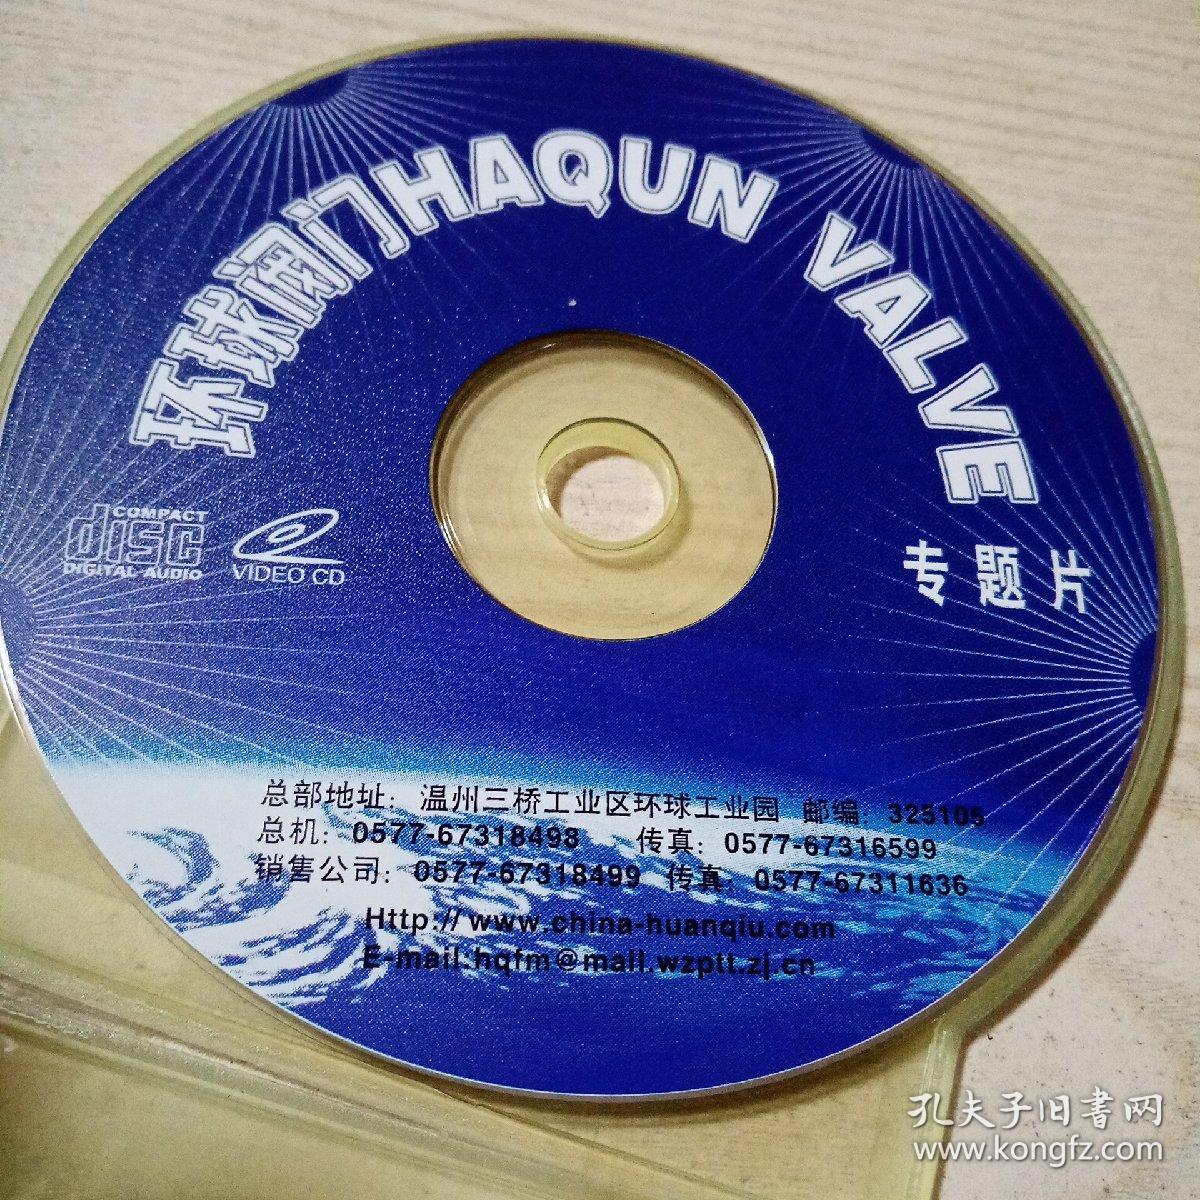 环球阀门HAQUN VALVE
COMPACT
disc
DIGITAL AUDIO
VIDEO CD
专题片
总部地址：温州三桥工业区环球工业园 邮编：325105
总机：0577-67318498 传真：0577-67316599
销售公司：0577-67318499 传真：0577-67311636
Http://www.china-huanqiu.com
E-mail:hqfm@mail.wzptt.zj.cn
孔夫子旧書网
www.kongfz.com